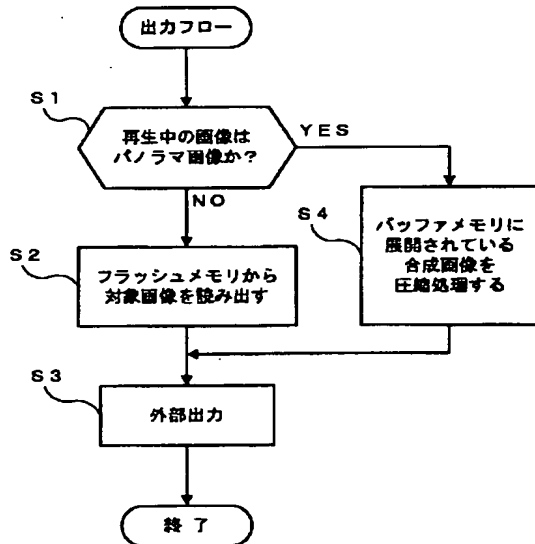 出力フロー
S1
再生中の画像は
パノラマ画像か？
YES
NO
S4
バッファメモリに
展開されている
合成画像を
圧縮処理する
S2
フラッシュメモリから
対象画像を読み出す
S3
外部出力
終了